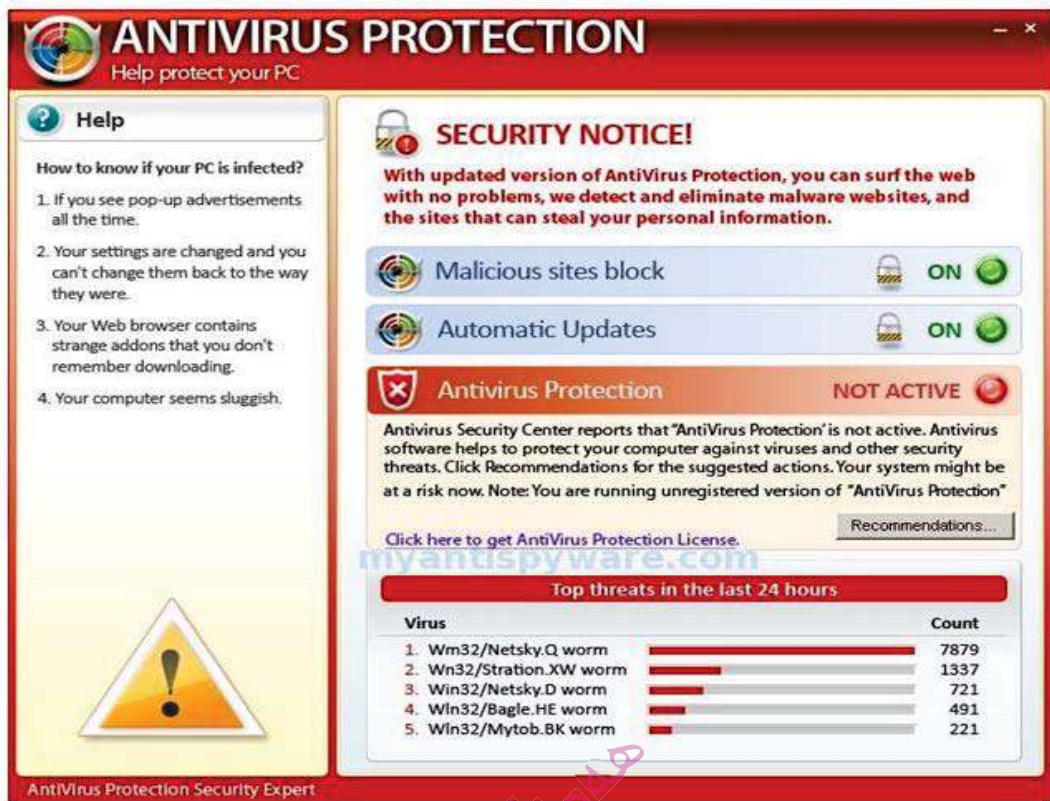 ANTIVIRUS PROTECTION
Help protect your PC
Help
How to know if your PC is infected?
1. If you see pop-up advertisements
all the time.
2. Your settings are changed and you
can't change them back to the way
they were.
3. Your Web browser contains
strange addons that you don't
remember downloading.
4. Your computer seems sluggish.
SECURITY NOTICE!
With updated version of AntiVirus Protection, you can surf the web
with no problems, we detect and eliminate malware websites, and
the sites that can steal your personal information.
Malicious sites block ON
Automatic Updates ON
Antivirus Protection NOT ACTIVE
Antivirus Security Center reports that "AntiVirus Protection' is not active. Antivirus
software helps to protect your computer against viruses and other security
threats. Click Recommendations for the suggested actions. Your system might be
at a risk now. Note: You are running unregistered version of "AntiVirus Protection"
Recommendations...
Click here to get AntiVirus Protection License.
myantispyware.com
Top threats in the last 24 hours
Virus Count
1. Wm32/Netsky.Q worm 7879
2. Wn32/Stration.XW worm 1337
3. Win32/Netsky.D worm 721
4. Wln32/Bagle.HE worm 491
5. Wln32/Mytob.BK worm 221
AntiVirus Protection Security Expert